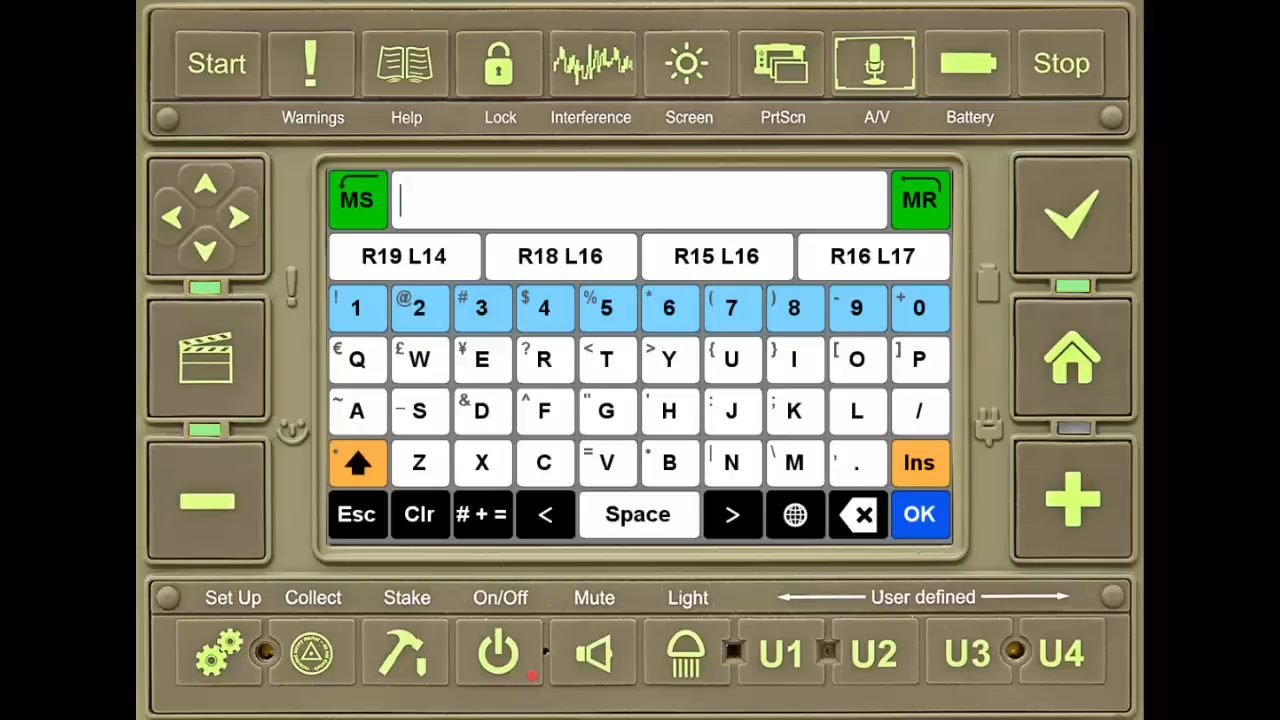 Start Stop
Warnings Help Lock Interference Screen PrtScn A/V Battery
MS MR
R19 L14 R18 L16 R15 L16 R16 L17
! 1 @ 2 # 3 $ 4 % 5 * 6 ( 7 ) 8 - 9 + 0
€ Q £ W ¥ E ? R < T > Y { U } I [ O ] P
~ A _ S & D ^ F " G ' H : J ; K L /
* Z X C = V • B | N \ M , . Ins
Esc Clr # + = < Space > OK
Set Up Collect Stake On/Off Mute Light User defined
U1 U2 U3 U4